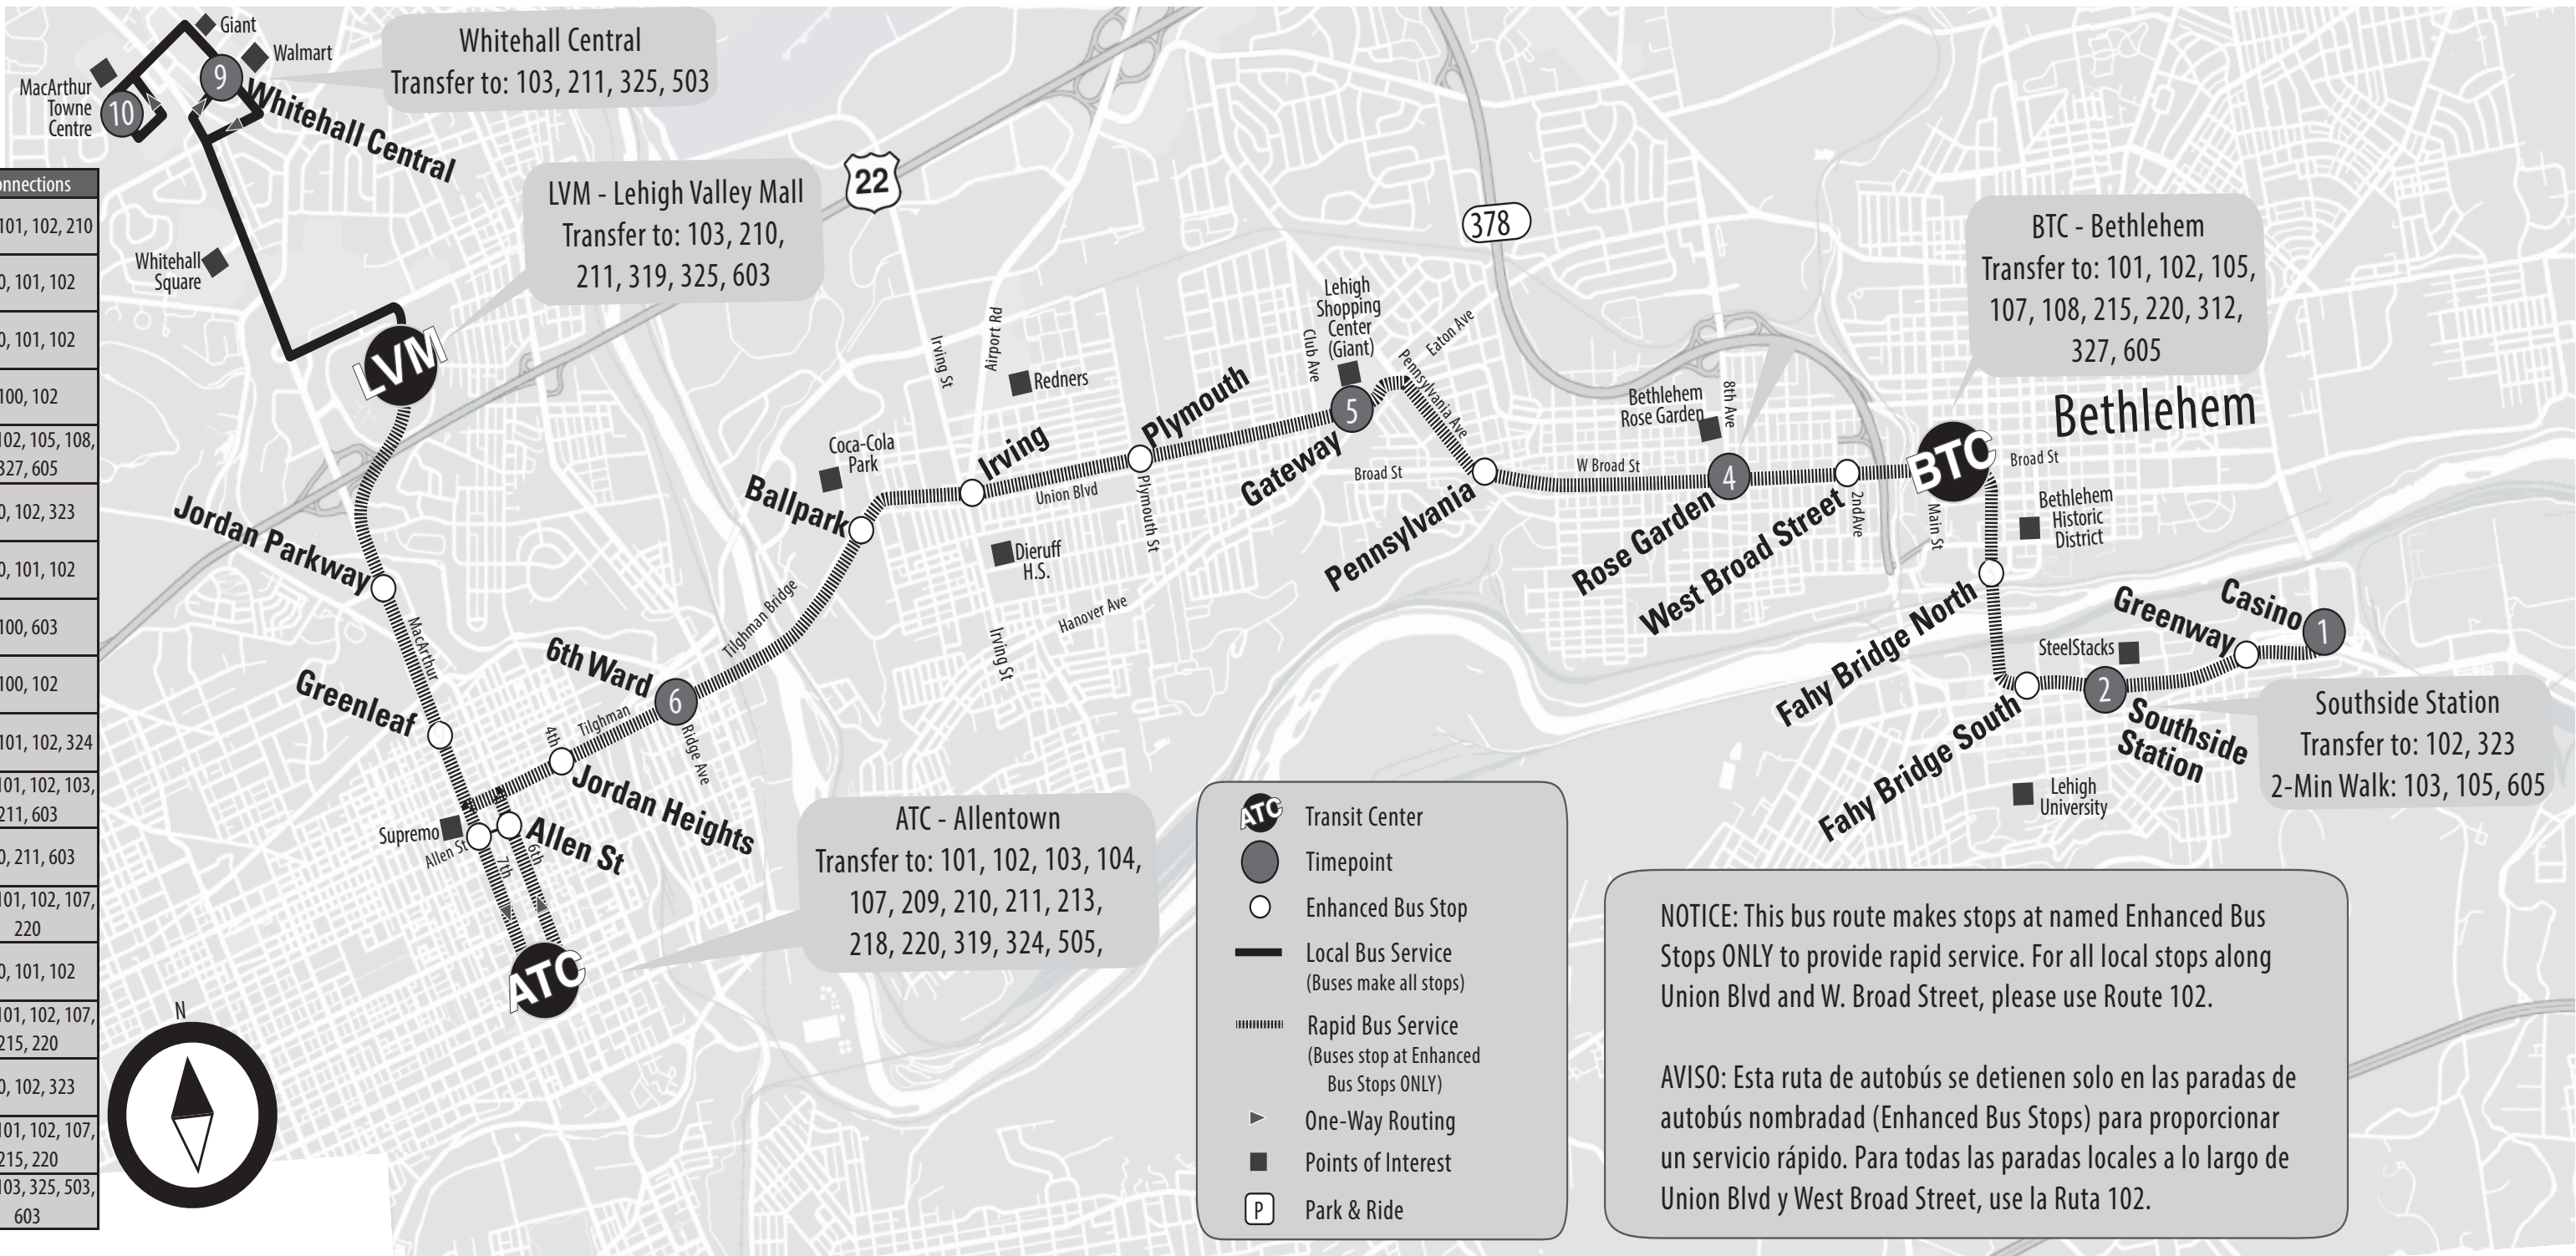 Giant
Walmart
MacArthur
Towne
Centre
9
10
Whitehall Central
Whitehall Central
Transfer to: 103, 211, 325, 503
onnections
101, 102, 210
0, 101, 102
0, 101, 102
100, 102
02, 105, 108,
327, 605
0, 102, 323
0, 101, 102
100, 603
100, 102
101, 102, 324
101, 102, 103,
211, 603
0, 211, 603
101, 102, 107,
220
0, 101, 102
101, 102, 107,
215, 220
0, 102, 323
101, 102, 107,
215, 220
103, 325, 503,
603
Whitehall
Square
LVM - Lehigh Valley Mall
Transfer to: 103, 210,
211, 319, 325, 603
22
378
LVM
Jordan Parkway
MacArthur
Greenleaf
Supremo
Allen St
7th
6th
Allen St
ATC
Jordan Heights
4th
Tilghman
6th Ward
6
Ridge Ave
Tilghman Bridge
Ballpark
Coca-Cola
Park
Irving St
Airport Rd
Redners
Irving
Union Blvd
Dieruff
H.S.
Irving St
Hanover Ave
Plymouth
Plymouth St
Lehigh
Shopping
Center
(Giant)
Club Ave
5
Gateway
Eaton Ave
Pennsylvania Ave
Broad St
Pennsylvania
W Broad St
Bethlehem
Rose Garden
8th Ave
4
Rose Garden
West Broad Street
2nd Ave
BTC
BTC - Bethlehem
Transfer to: 101, 102, 105,
107, 108, 215, 220, 312,
327, 605
Bethlehem
Broad St
Main St
Bethlehem
Historic
District
Fahy Bridge North
Fahy Bridge South
SteelStacks
2
Southside
Station
Greenway
Casino
1
Lehigh
University
Southside Station
Transfer to: 102, 323
2-Min Walk: 103, 105, 605
ATC - Allentown
Transfer to: 101, 102, 103, 104,
107, 209, 210, 211, 213,
218, 220, 319, 324, 505,
N
ATC
Transit Center
Timepoint
Enhanced Bus Stop
Local Bus Service
(Buses make all stops)
Rapid Bus Service
(Buses stop at Enhanced
Bus Stops ONLY)
One-Way Routing
Points of Interest
P
Park & Ride
NOTICE: This bus route makes stops at named Enhanced Bus
Stops ONLY to provide rapid service. For all local stops along
Union Blvd and W. Broad Street, please use Route 102.
AVISO: Esta ruta de autobús se detienen solo en las paradas de
autobús nombradad (Enhanced Bus Stops) para proporcionar
un servicio rápido. Para todas las paradas locales a lo largo de
Union Blvd y West Broad Street, use la Ruta 102.